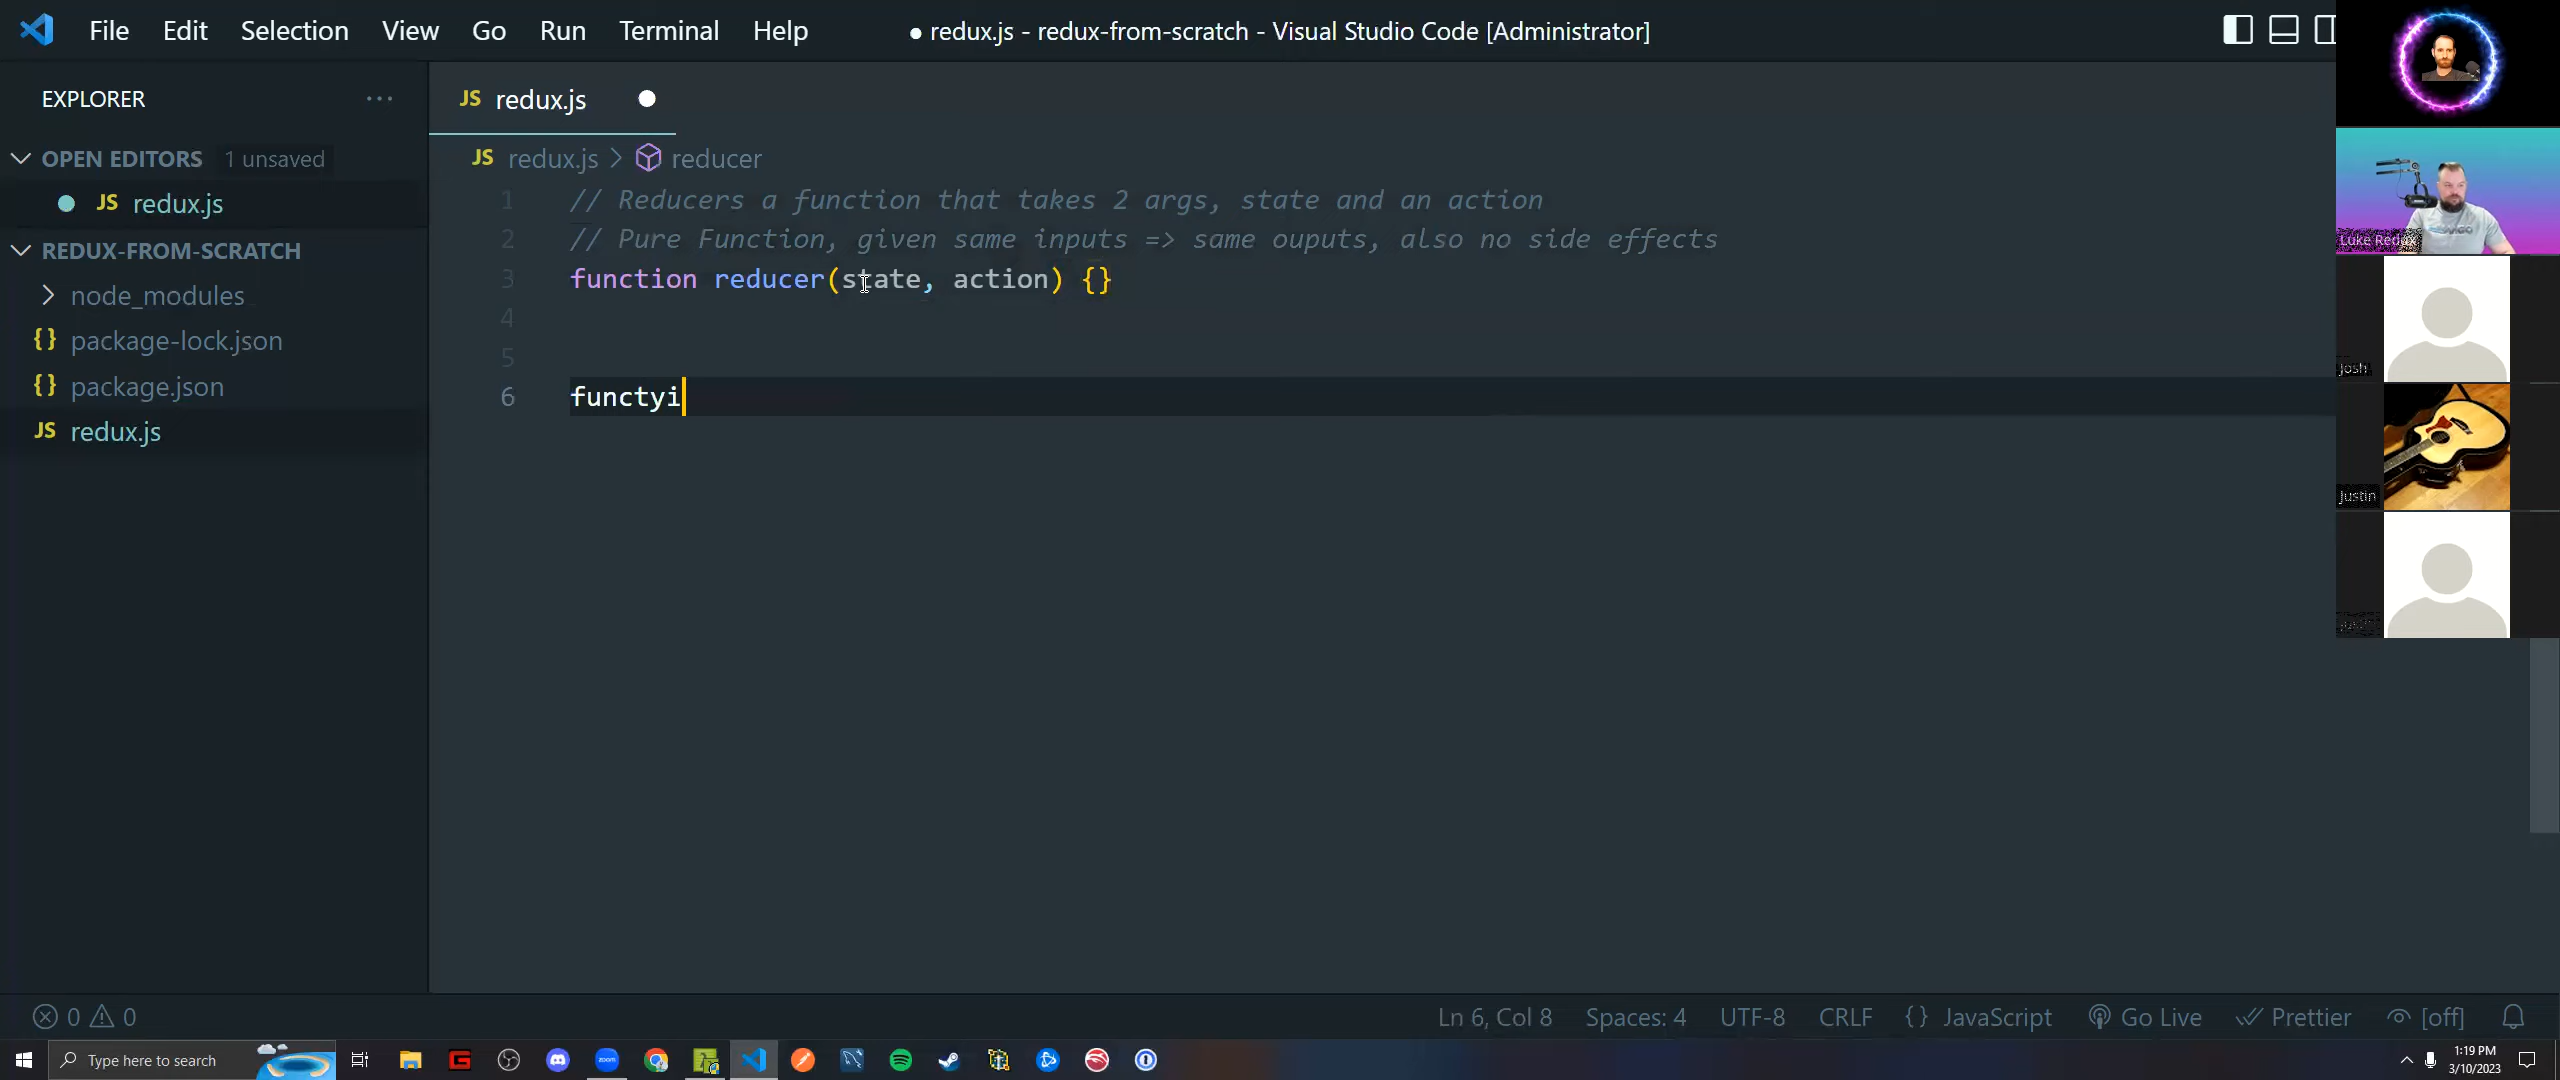 File Edit Selection View Go Run Terminal Help
● redux.js - redux-from-scratch - Visual Studio Code [Administrator]
EXPLORER ···
OPEN EDITORS 1 unsaved
JS redux.js
REDUX-FROM-SCRATCH
node_modules
{} package-lock.json
{} package.json
JS redux.js
JS redux.js
JS redux.js > reducer
1 // Reducers a function that takes 2 args, state and an action
2 // Pure Function, given same inputs => same ouputs, also no side effects
3 function reducer(state, action) {}
4
5
6 functyi
Luke Redux
Josh
Justin
0 0
Ln 6, Col 8 Spaces: 4 UTF-8 CRLF {} JavaScript Go Live Prettier [off]
Type here to search
zoom
1:19 PM
3/10/2023